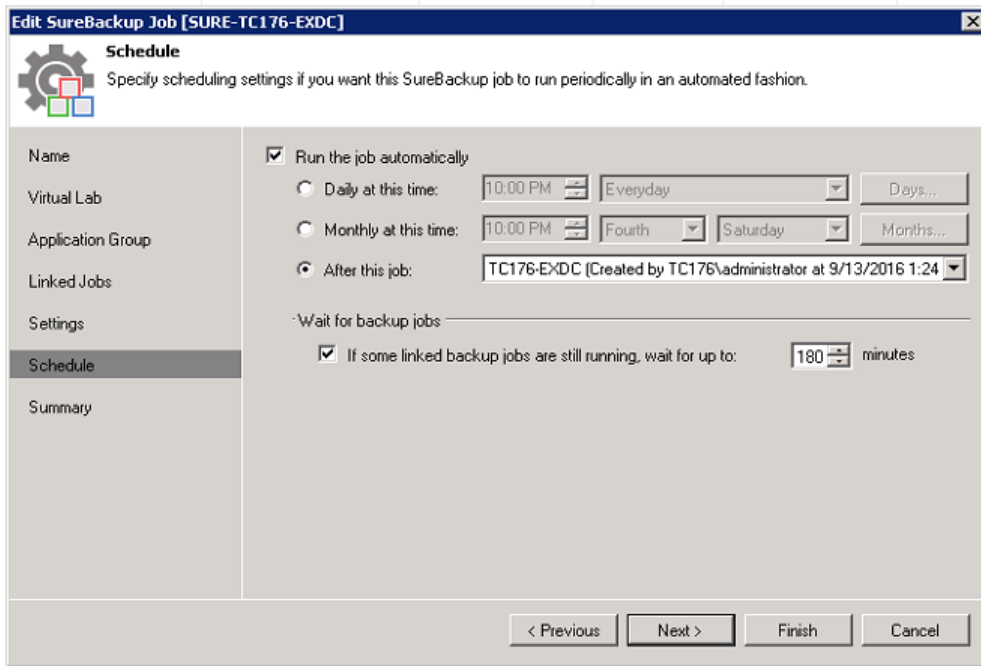 Edit SureBackup Job [SURE-TC176-EXDC]
Schedule
Specify scheduling settings if you want this SureBackup job to run periodically in an automated fashion.
Name
Virtual Lab
Application Group
Linked Jobs
Settings
Schedule
Summary
Run the job automatically
Daily at this time: 10:00 PM Everyday Days...
Monthly at this time: 10:00 PM Fourth Saturday Months...
After this job: TC176-EXDC (Created by TC176\administrator at 9/13/2016 1:24
Wait for backup jobs
If some linked backup jobs are still running, wait for up to: 180 minutes
< Previous Next > Finish Cancel